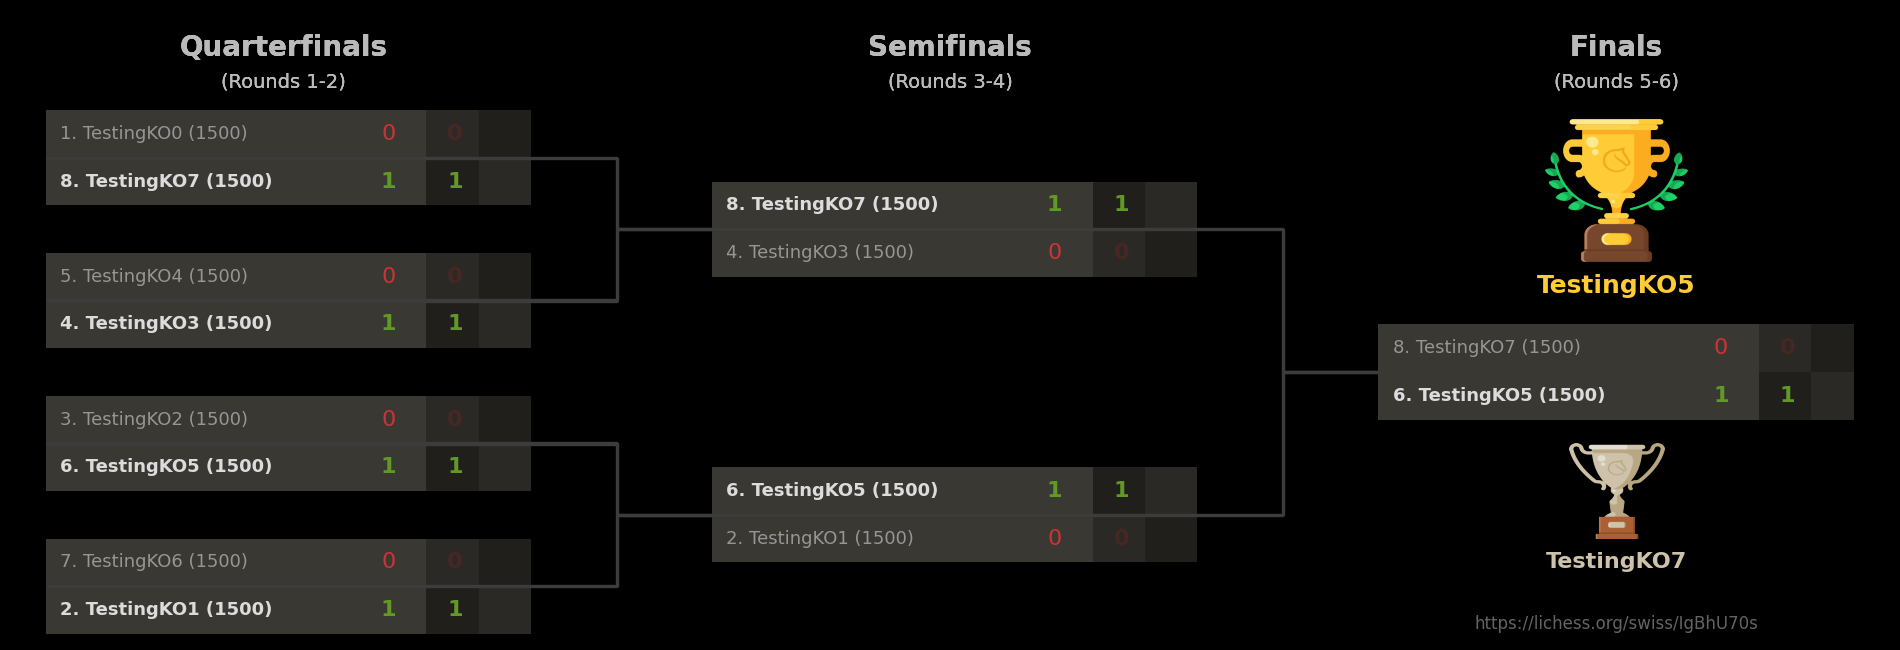 Quarterfinals
(Rounds 1-2)
1. TestingKO0 (1500) 0 0
8. TestingKO7 (1500) 1 1
5. TestingKO4 (1500) 0 0
4. TestingKO3 (1500) 1 1
3. TestingKO2 (1500) 0 0
6. TestingKO5 (1500) 1 1
7. TestingKO6 (1500) 0 0
2. TestingKO1 (1500) 1 1
Semifinals
(Rounds 3-4)
8. TestingKO7 (1500) 1 1
4. TestingKO3 (1500) 0 0
6. TestingKO5 (1500) 1 1
2. TestingKO1 (1500) 0 0
Finals
(Rounds 5-6)
TestingKO5
8. TestingKO7 (1500) 0 0
6. TestingKO5 (1500) 1 1
TestingKO7
https://lichess.org/swiss/IgBhU70s